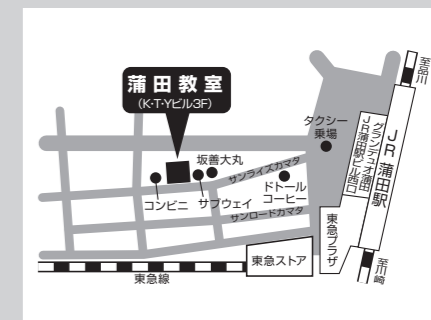 至品川
蒲田教室
(K・T・Yビル3F)
タクシー
乗場
グランデュオ蒲田
JR蒲田駅ビル西口
JR蒲田駅
坂善大丸
サンライズカマタ
コンビニ
サブウェイ
ドトール
コーヒー
サンロードカマタ
東急プラザ
東急ストア
至川崎
東急線